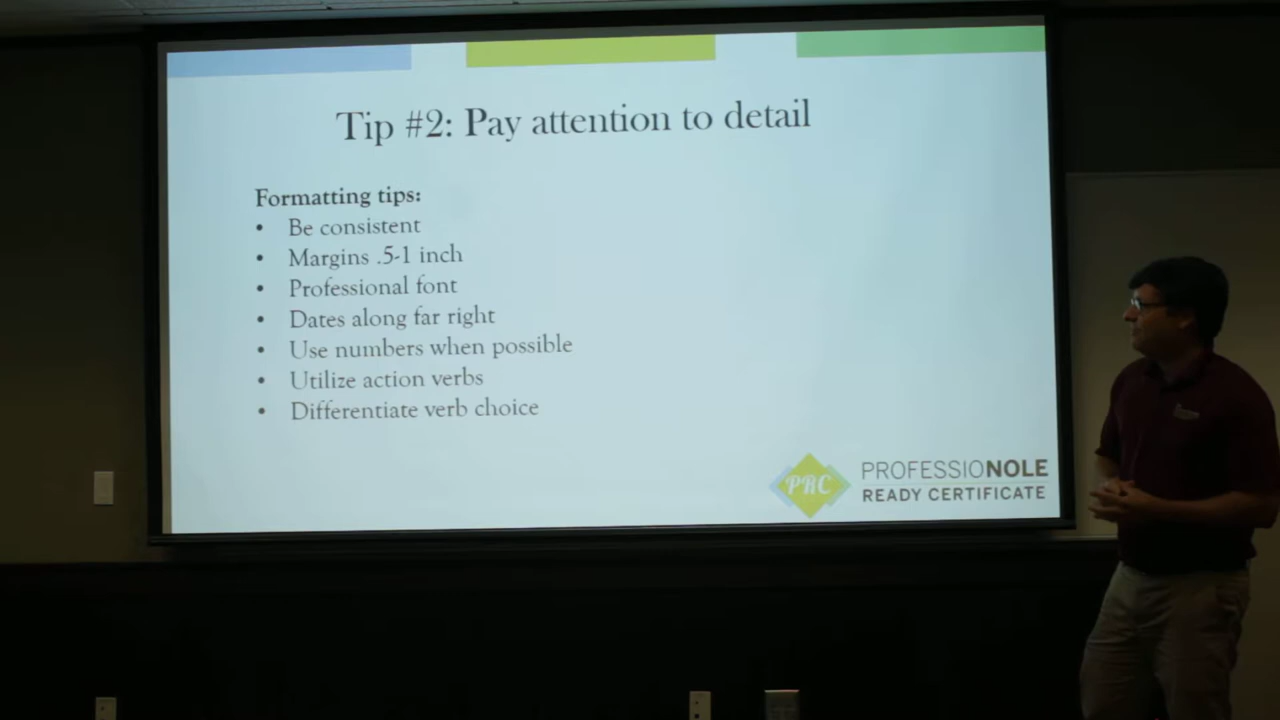 Tip #2: Pay attention to detail
Formatting tips:
• Be consistent
• Margins .5-1 inch
• Professional font
• Dates along far right
• Use numbers when possible
• Utilize action verbs
• Differentiate verb choice
PRC
PROFESSIONOLE
READY CERTIFICATE